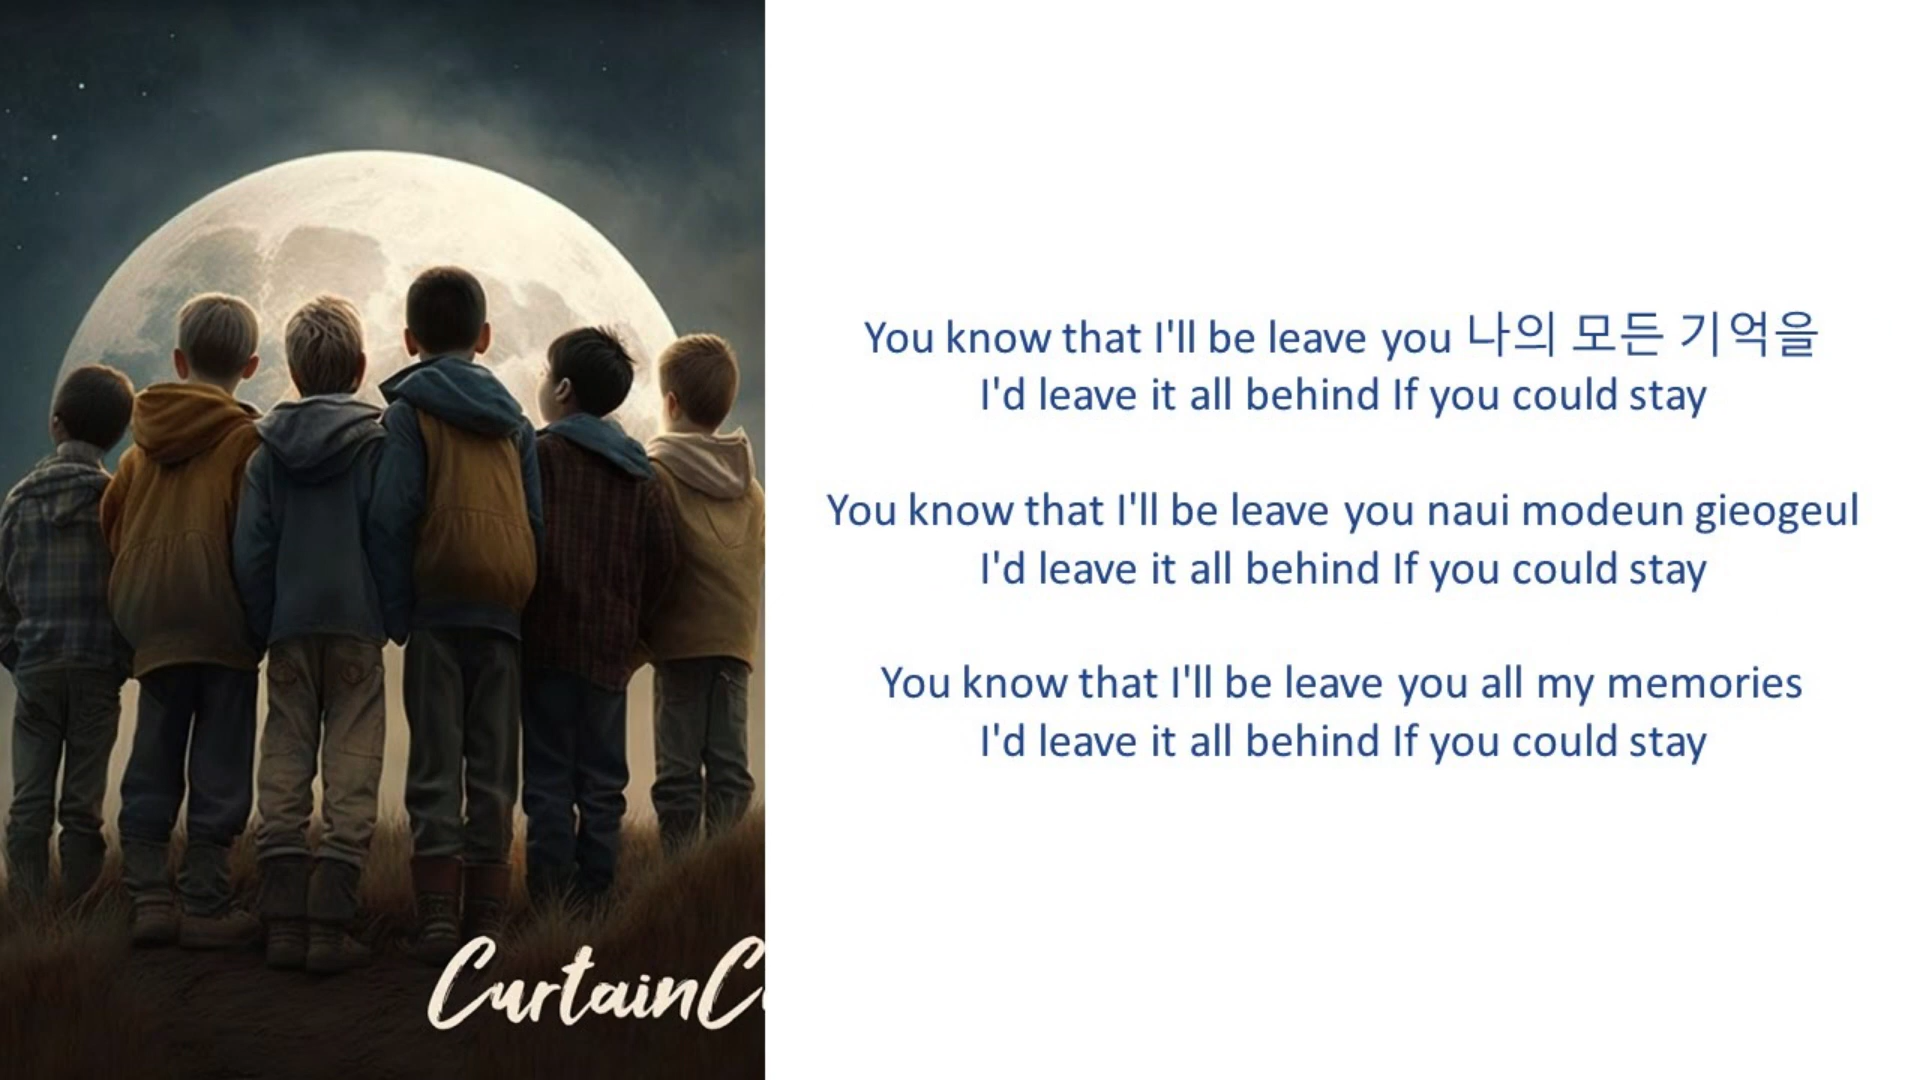 You know that I'll be leave you 나의 모든 기억을
I'd leave it all behind If you could stay
You know that I'll be leave you naui modeun gieogeul
I'd leave it all behind If you could stay
You know that I'll be leave you all my memories
I'd leave it all behind If you could stay
CurtainC